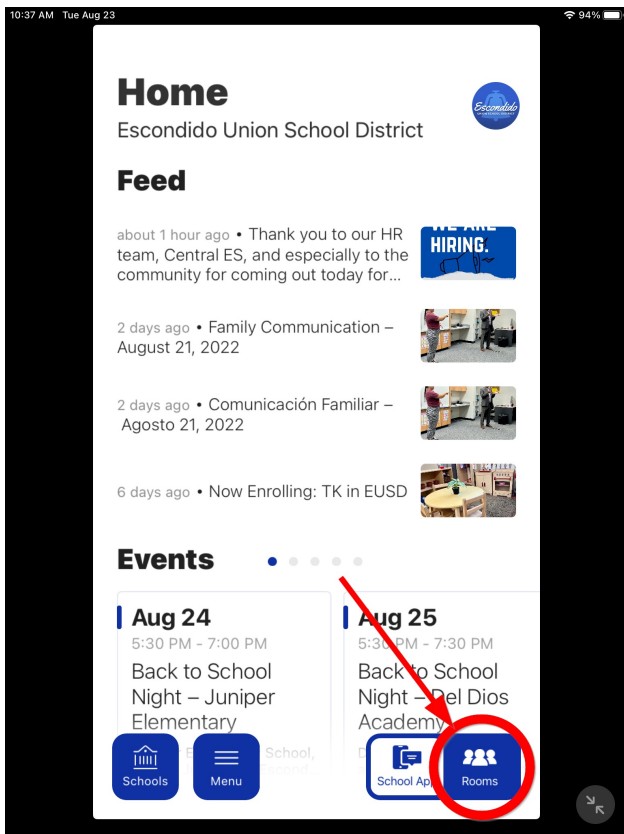 10:37 AM Tue Aug 23
94%
Home
Escondido
Escondido Union School District
Feed
about 1 hour ago • Thank you to our HR
team, Central ES, and especially to the
community for coming out today for...
WE ARE
HIRING.
2 days ago • Family Communication –
August 21, 2022
2 days ago • Comunicación Familiar –
Agosto 21, 2022
6 days ago • Now Enrolling: TK in EUSD
Events
Aug 24
5:30 PM - 7:00 PM
Back to School
Night – Juniper
Elementary
School,
Aug 25
5:30 PM - 7:30 PM
Back to School
Night – Del Dios
Academy
Schools
Menu
School Ap
Rooms